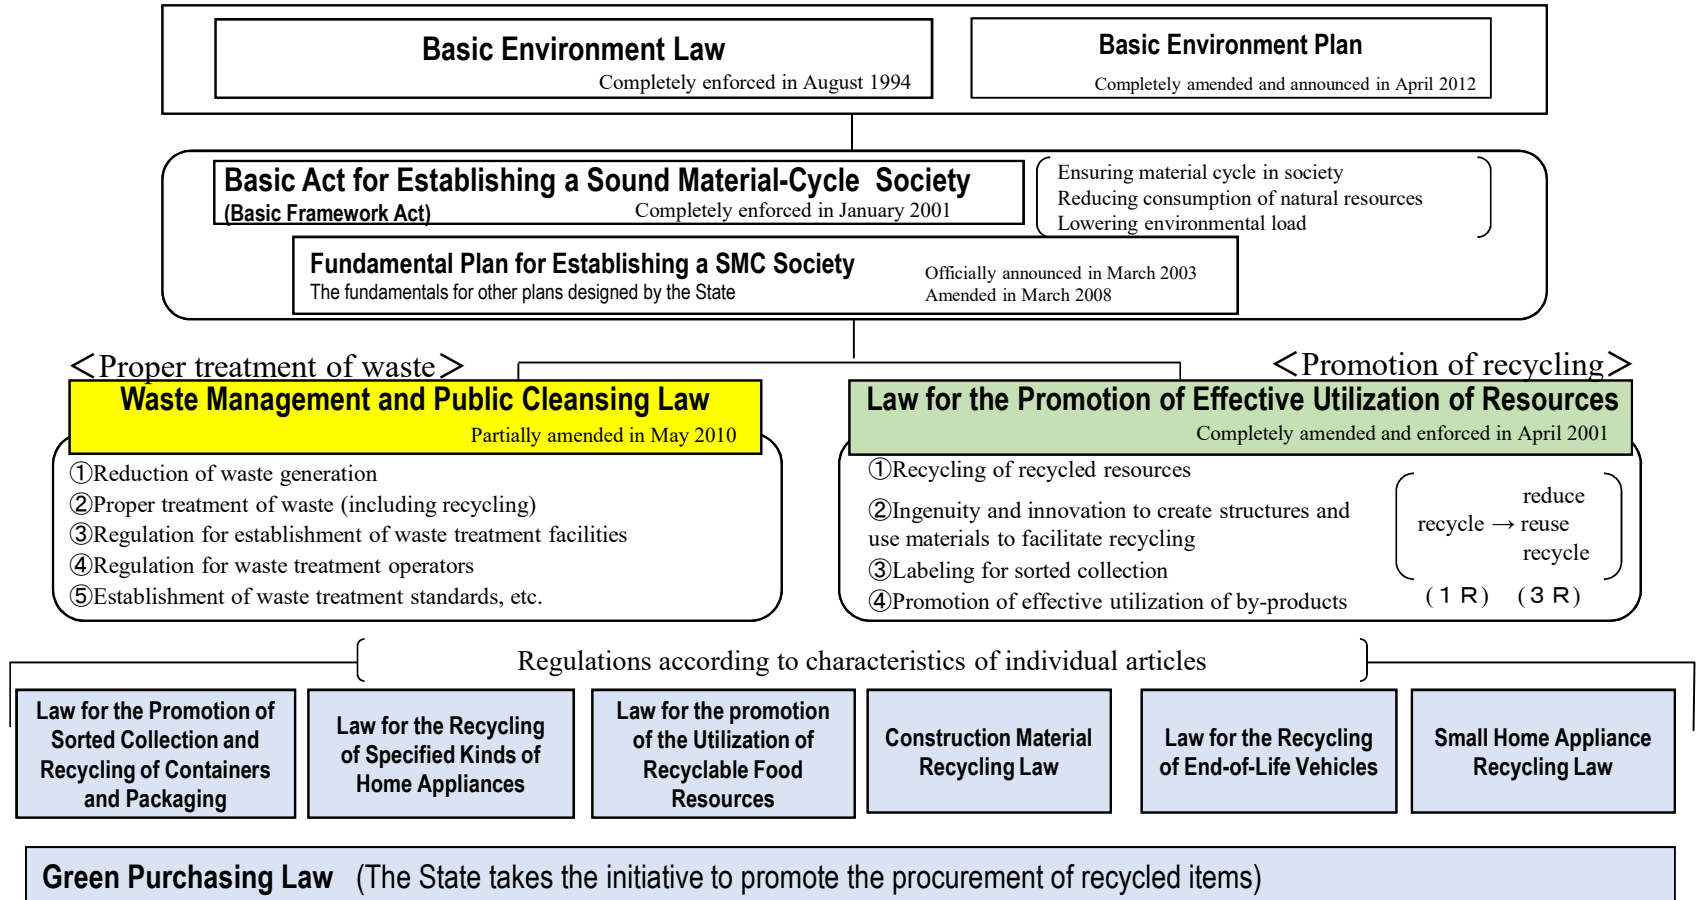 Basic Environment Law
Completely enforced in August 1994
Basic Environment Plan
Completely amended and announced in April 2012
Basic Act for Establishing a Sound Material-Cycle Society
(Basic Framework Act)
Completely enforced in January 2001
Ensuring material cycle in society
Reducing consumption of natural resources
Lowering environmental load
Fundamental Plan for Establishing a SMC Society
The fundamentals for other plans designed by the State
Officially announced in March 2003
Amended in March 2008
＜Proper treatment of waste＞
Waste Management and Public Cleansing Law
Partially amended in May 2010
①Reduction of waste generation
②Proper treatment of waste (including recycling)
③Regulation for establishment of waste treatment facilities
④Regulation for waste treatment operators
⑤Establishment of waste treatment standards, etc.
＜Promotion of recycling＞
Law for the Promotion of Effective Utilization of Resources
Completely amended and enforced in April 2001
①Recycling of recycled resources
②Ingenuity and innovation to create structures and
use materials to facilitate recycling
③Labeling for sorted collection
④Promotion of effective utilization of by-products
reduce
recycle → reuse
recycle
(１Ｒ) (３Ｒ)
Regulations according to characteristics of individual articles
Law for the Promotion of
Sorted Collection and
Recycling of Containers
and Packaging
Law for the Recycling
of Specified Kinds of
Home Appliances
Law for the promotion
of the Utilization of
Recyclable Food
Resources
Construction Material
Recycling Law
Law for the Recycling
of End-of-Life Vehicles
Small Home Appliance
Recycling Law
Green Purchasing Law (The State takes the initiative to promote the procurement of recycled items)